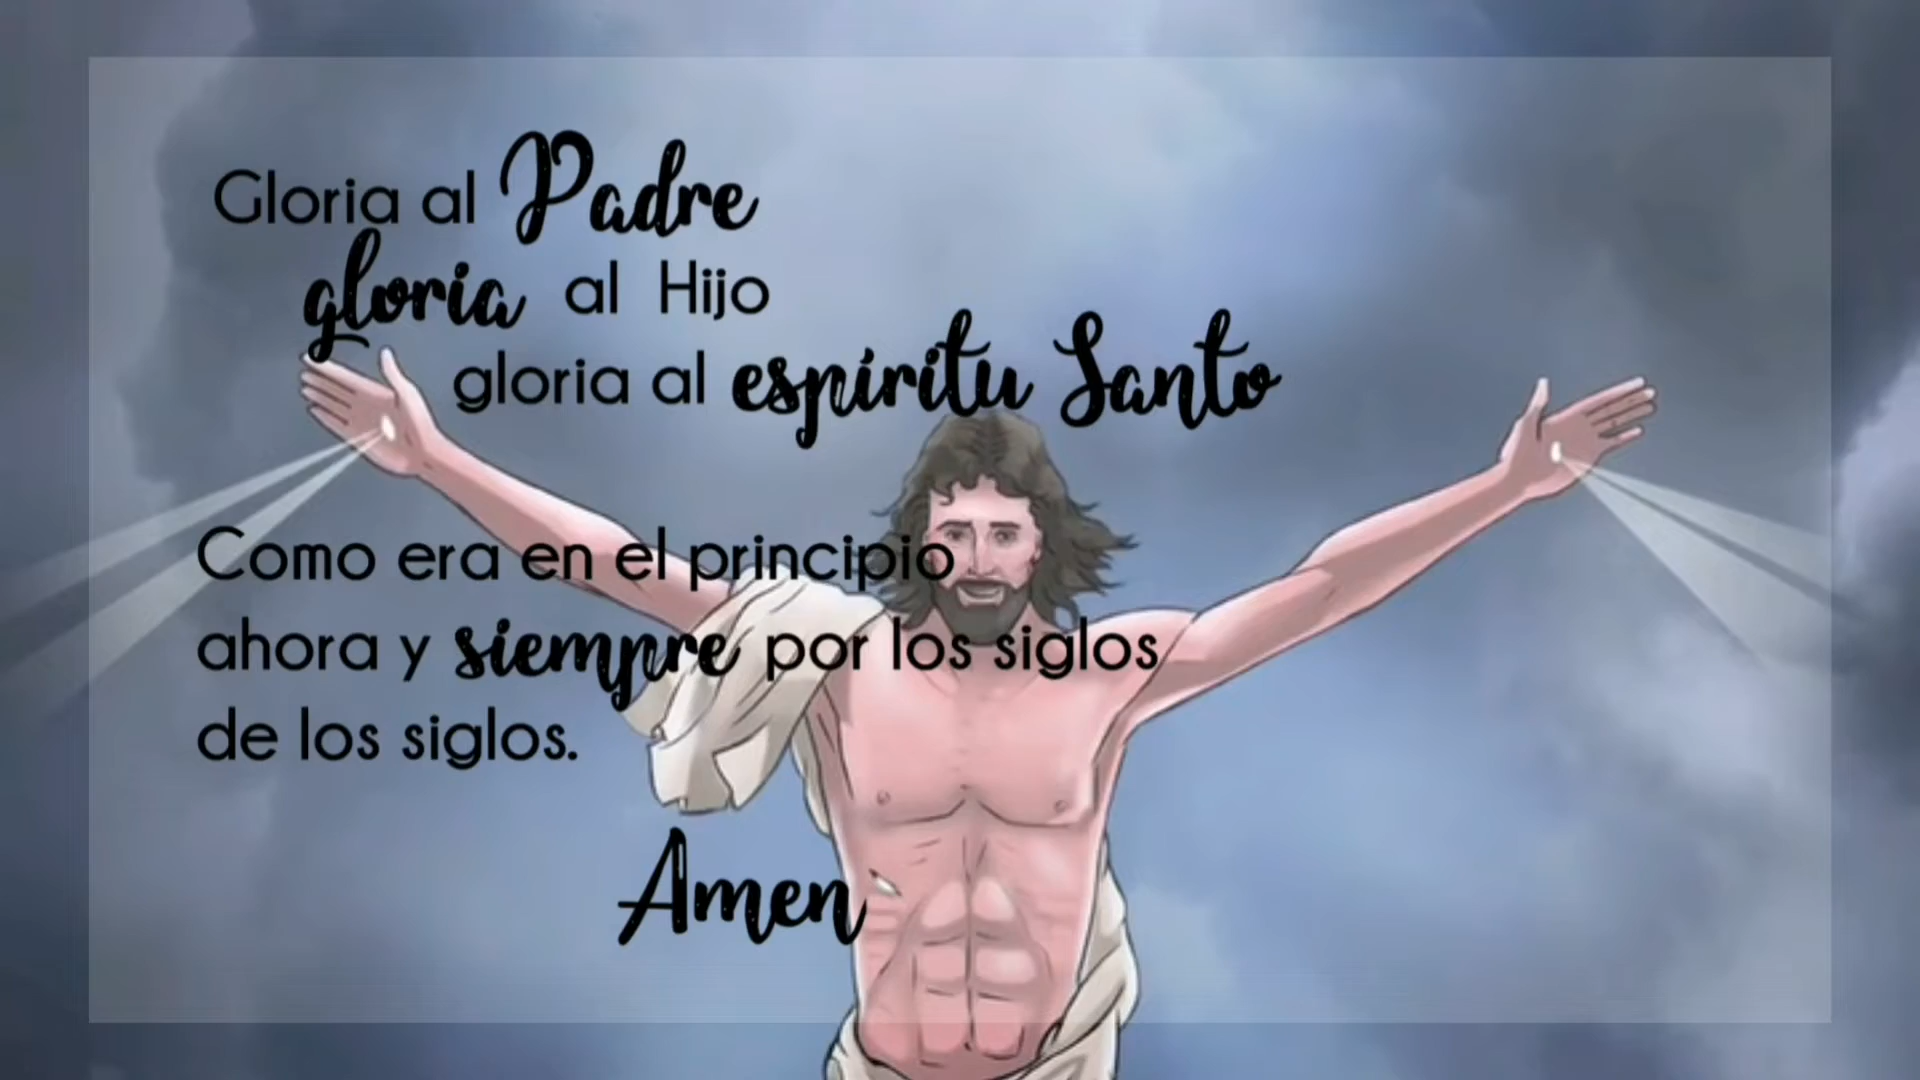 Gloria al Padre
gloria al Hijo
gloria al espíritu Santo
Como era en el principio
ahora y siempre por los siglos
de los siglos.
Amen